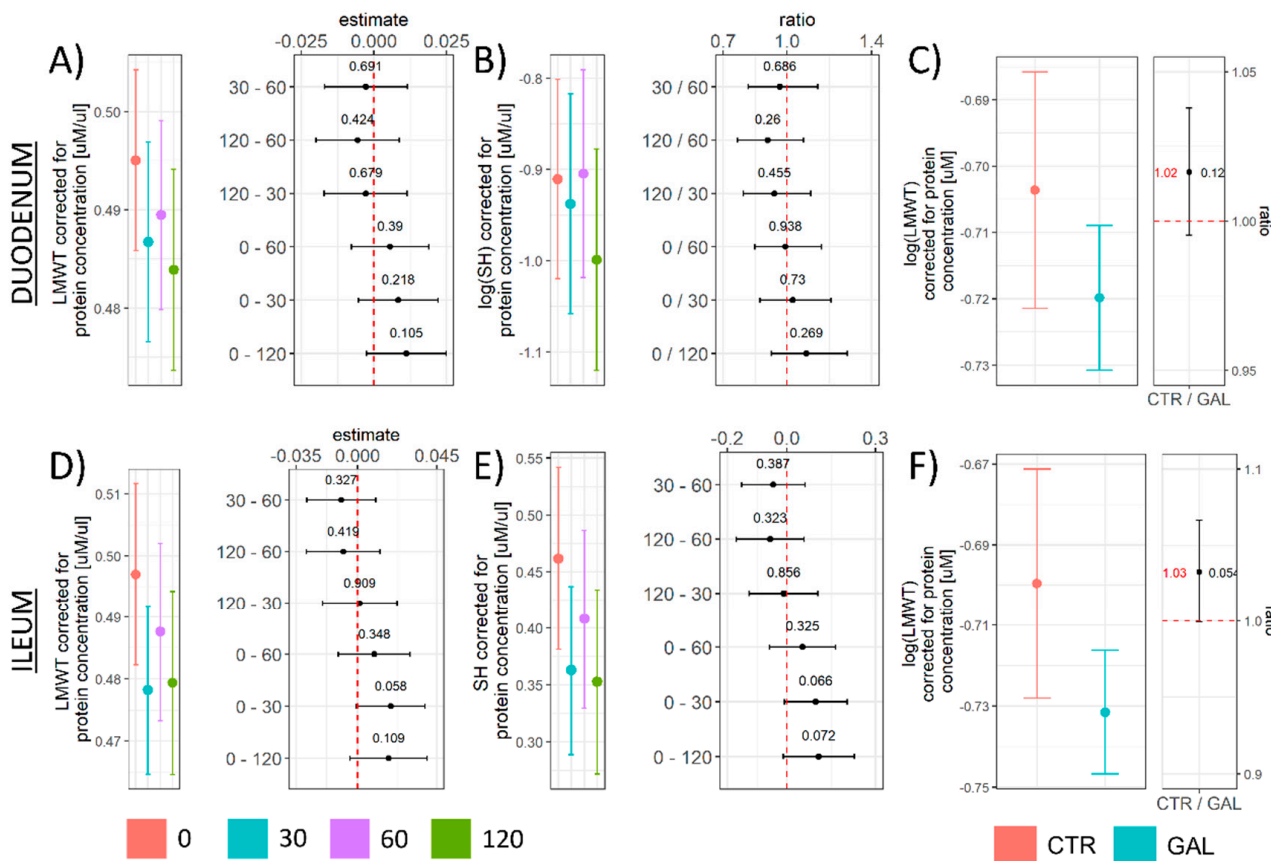 DUODENUM
A)
LMWT corrected for
protein concentration [uM/ul]
0.50
0.49
0.48
estimate
-0.025 0.000 0.025
30 - 60
120 - 60
120 - 30
0 - 60
0 - 30
0 - 120
0.691
0.424
0.679
0.39
0.218
0.105
B)
log(SH) corrected for
protein concentration [uM/ul]
-0.8
-0.9
-1.0
-1.1
ratio
0.7 1.0 1.4
30 / 60
120 / 60
120 / 30
0 / 60
0 / 30
0 / 120
0.686
0.26
0.455
0.938
0.73
0.269
C)
log(LMWT)
corrected for protein
concentration [uM]
-0.69
-0.70
-0.71
-0.72
-0.73
1.02 0.12
1.05
1.00
0.95
ratio
CTR / GAL
ILEUM
D)
LMWT corrected for
protein concentration [uM/ul]
0.51
0.50
0.49
0.48
0.47
estimate
-0.035 0.000 0.045
30 - 60
120 - 60
120 - 30
0 - 60
0 - 30
0 - 120
0.327
0.419
0.909
0.348
0.058
0.109
E)
SH corrected for
protein concentration [uM/ul]
0.55
0.50
0.45
0.40
0.35
0.30
-0.2 0.0 0.3
30 - 60
120 - 60
120 - 30
0 - 60
0 - 30
0 - 120
0.387
0.323
0.856
0.325
0.066
0.072
F)
log(LMWT)
corrected for protein
concentration [uM]
-0.67
-0.69
-0.71
-0.73
-0.75
1.03 0.054
1.1
1.0
0.9
ratio
CTR / GAL
0 30 60 120
CTR GAL